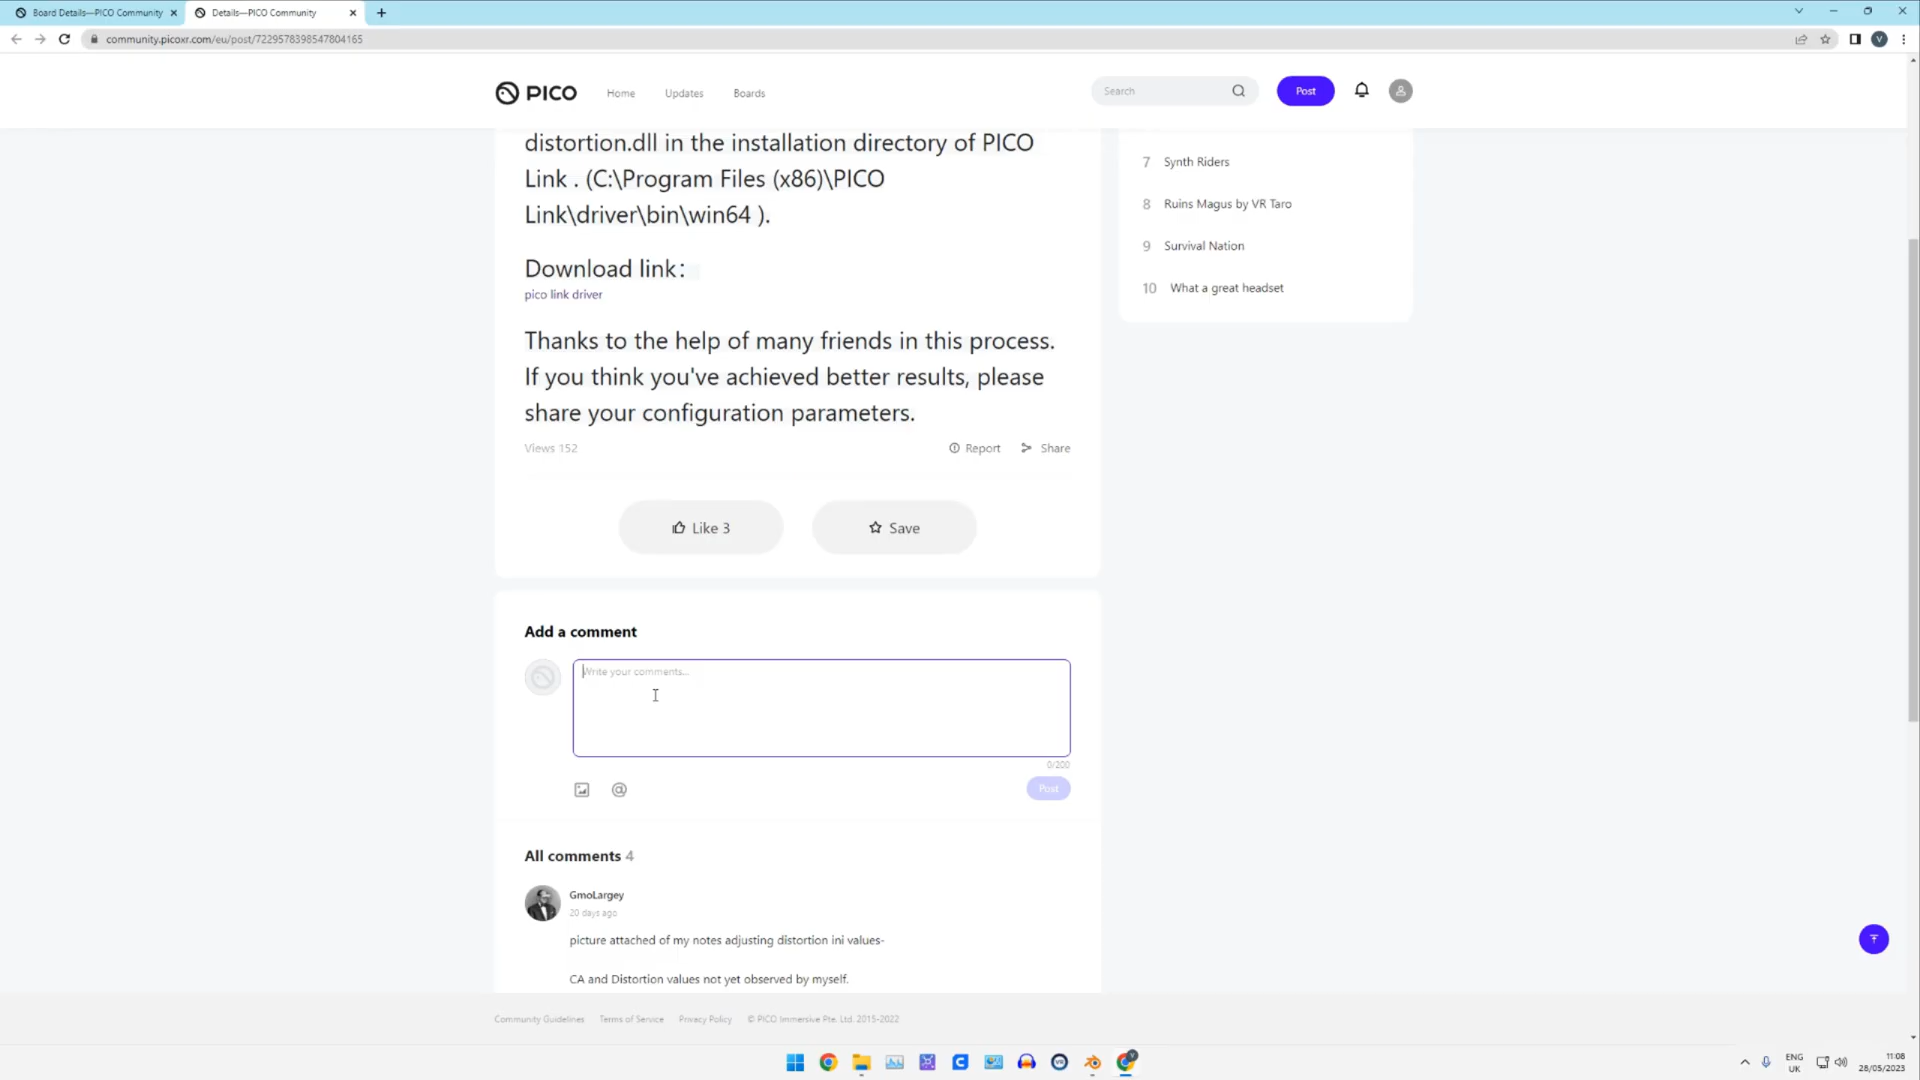 Board Details—PICO Community
Details—PICO Community
community.picoxr.com/eu/post/7229578398547804165
V
PICO
Home
Updates
Boards
Search
Post
distortion.dll in the installation directory of PICO
Link . (C:\Program Files (x86)\PICO
Link\driver\bin\win64 ).
Download link：
pico link driver
Thanks to the help of many friends in this process.
If you think you've achieved better results, please
share your configuration parameters.
Views 152
Report
Share
Like 3
Save
7 Synth Riders
8 Ruins Magus by VR Taro
9 Survival Nation
10 What a great headset
Add a comment
Write your comments...
0/200
Post
All comments 4
GmoLargey
20 days ago
picture attached of my notes adjusting distortion ini values-
CA and Distortion values not yet observed by myself.
Community Guidelines
Terms of Service
Privacy Policy
© PICO Immersive Pte. Ltd. 2015-2022
ENG
UK
11:08
28/05/2023